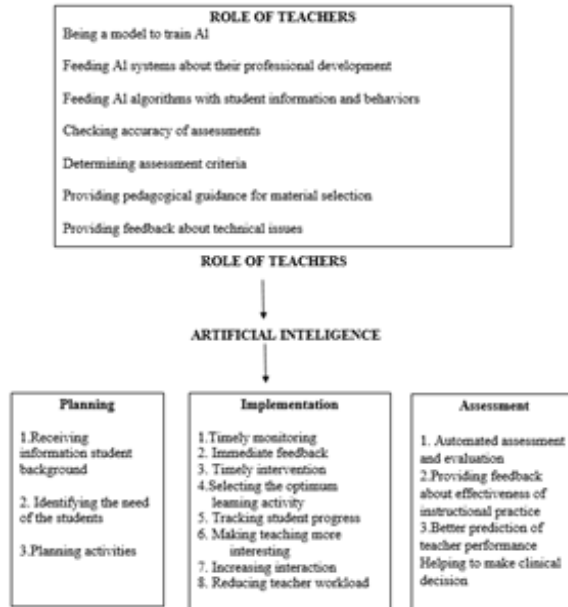 ROLE OF TEACHERS
Being a model to train AI
Feeding AI systems about their professional development
Feeding AI algorithms with student information and behaviors
Checking accuracy of assessments
Determining assessment criteria
Providing pedagogical guidance for material selection
Providing feedback about technical issues
ROLE OF TEACHERS
ARTIFICIAL INTELIGENCE
Planning
1.Receiving
information student
background
2. Identifying the need
of the students
3.Planning activities
Implementation
1.Timely monitoring
2. Immediate feedback
3. Timely intervention
4.Selecting the optimum
learning activity
5. Tracking student progress
6. Making teaching more
interesting
7. Increasing interaction
8. Reducing teacher workload
Assessment
1. Automated assessment
and evaluation
2.Providing feedback
about effectiveness of
instructional practice
3.Better prediction of
teacher performance
Helping to make clinical
decision